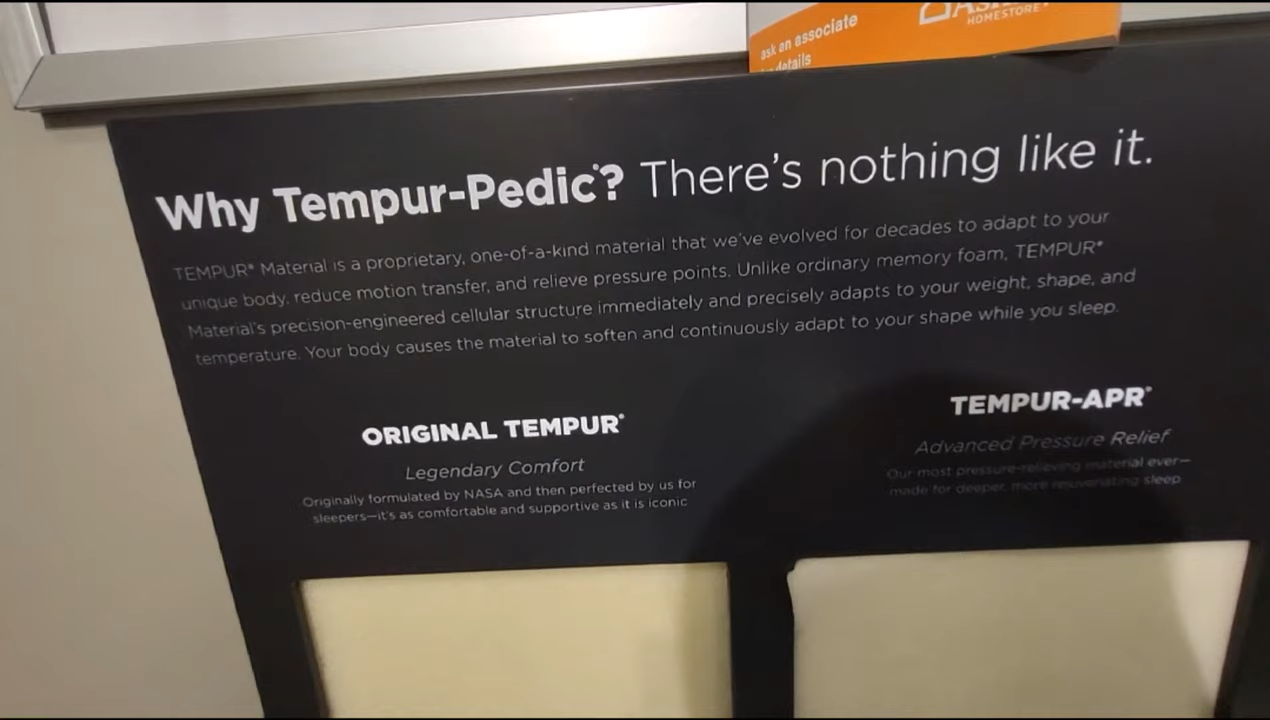 ask an associate
details
HOMESTORE
Why Tempur-Pedic®? There's nothing like it.
TEMPUR® Material is a proprietary, one-of-a-kind material that we've evolved for decades to adapt to your
unique body, reduce motion transfer, and relieve pressure points. Unlike ordinary memory foam, TEMPUR®
Material's precision-engineered cellular structure immediately and precisely adapts to your weight, shape, and
temperature. Your body causes the material to soften and continuously adapt to your shape while you sleep.
ORIGINAL TEMPUR®
Legendary Comfort
Originally formulated by NASA and then perfected by us for
sleepers—it's as comfortable and supportive as it is iconic
TEMPUR-APR®
Advanced Pressure Relief
Our most pressure-relieving material ever—
made for deeper, more rejuvenating sleep